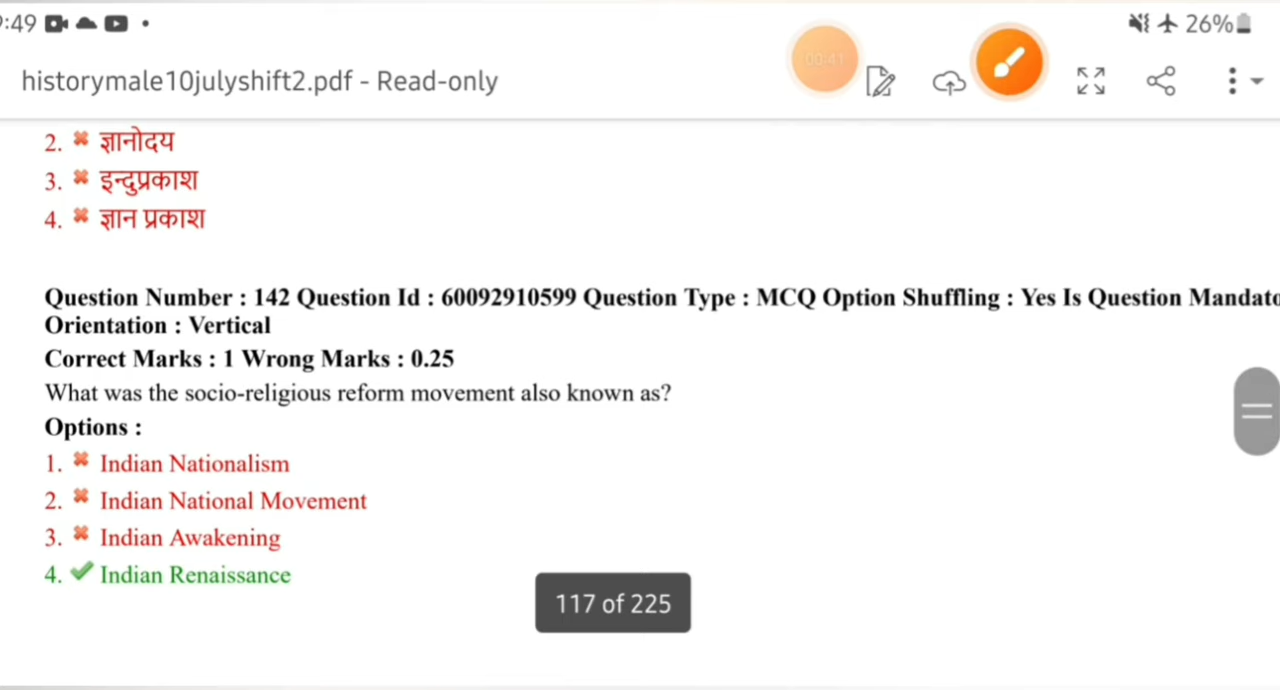 :49
26%
00:41
historymale10julyshift2.pdf - Read-only
2. ज्ञानोदय
3. इन्दुप्रकाश
4. ज्ञान प्रकाश
Question Number : 142 Question Id : 60092910599 Question Type : MCQ Option Shuffling : Yes Is Question
Orientation : Vertical
Correct Marks : 1 Wrong Marks : 0.25
What was the socio-religious reform movement also known as?
Options :
1. Indian Nationalism
2. Indian National Movement
3. Indian Awakening
4. Indian Renaissance
117 of 225